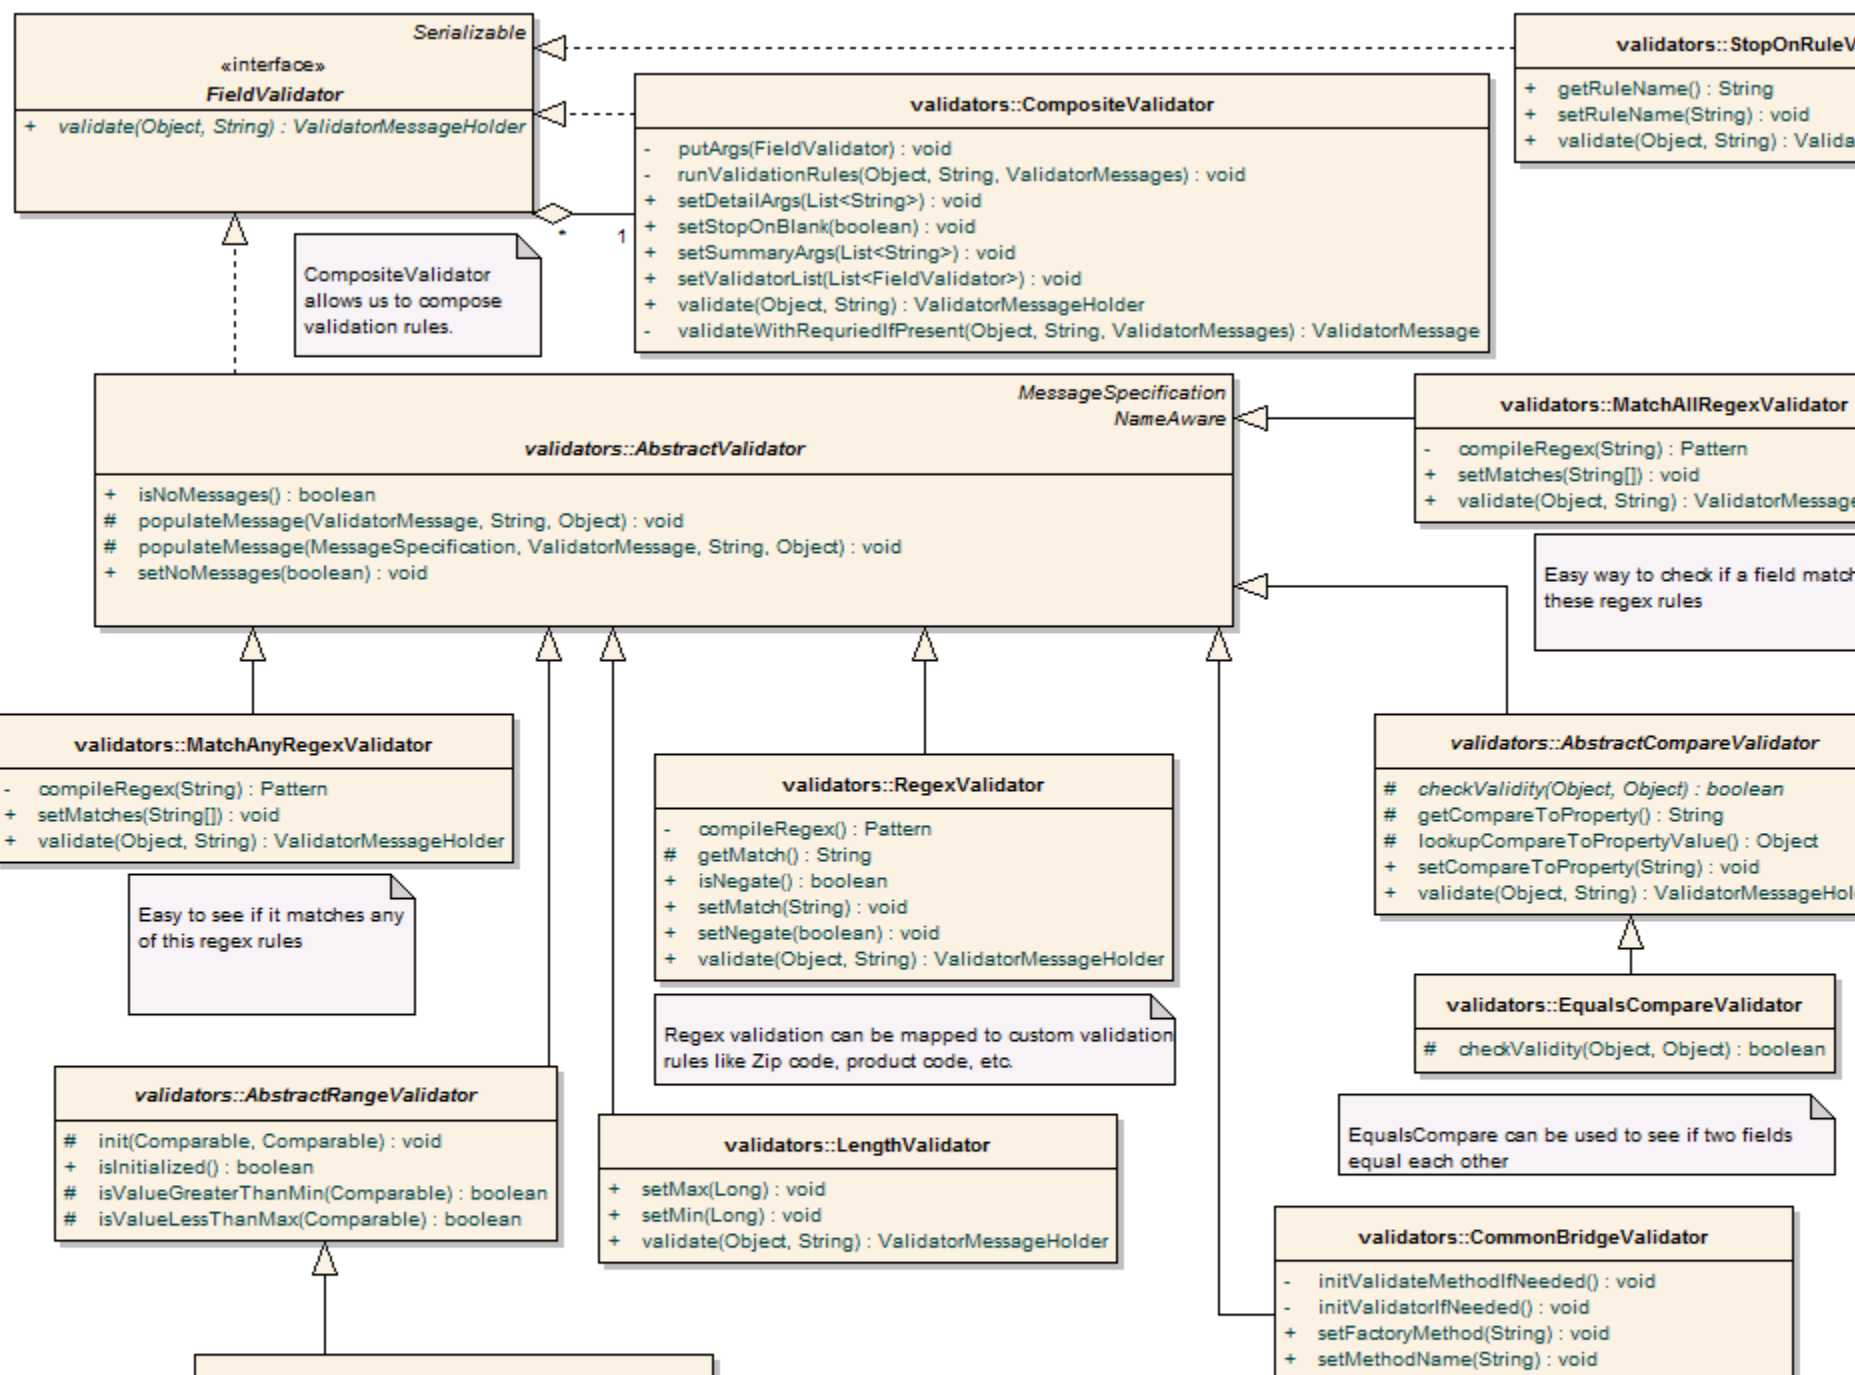 Serializable
«interface»
FieldValidator
+ validate(Object, String) : ValidatorMessageHolder
validators::CompositeValidator
- putArgs(FieldValidator) : void
- runValidationRules(Object, String, ValidatorMessages) : void
+ setDetailArgs(List<String>) : void
+ setStopOnBlank(boolean) : void
+ setSummaryArgs(List<String>) : void
+ setValidatorList(List<FieldValidator>) : void
+ validate(Object, String) : ValidatorMessageHolder
- validateWithRequriedIfPresent(Object, String, ValidatorMessages) : ValidatorMessage
validators::StopOnRuleV
+ getRuleName() : String
+ setRuleName(String) : void
+ validate(Object, String) : Valida
* 1
CompositeValidator
allows us to compose
validation rules.
MessageSpecification
NameAware
validators::AbstractValidator
+ isNoMessages() : boolean
# populateMessage(ValidatorMessage, String, Object) : void
# populateMessage(MessageSpecification, ValidatorMessage, String, Object) : void
+ setNoMessages(boolean) : void
validators::MatchAllRegexValidator
- compileRegex(String) : Pattern
+ setMatches(String[]) : void
+ validate(Object, String) : ValidatorMessage
Easy way to check if a field match
these regex rules
validators::MatchAnyRegexValidator
- compileRegex(String) : Pattern
+ setMatches(String[]) : void
+ validate(Object, String) : ValidatorMessageHolder
Easy to see if it matches any
of this regex rules
validators::RegexValidator
- compileRegex() : Pattern
# getMatch() : String
+ isNegate() : boolean
+ setMatch(String) : void
+ setNegate(boolean) : void
+ validate(Object, String) : ValidatorMessageHolder
Regex validation can be mapped to custom validation
rules like Zip code, product code, etc.
validators::AbstractCompareValidator
# checkValidity(Object, Object) : boolean
# getCompareToProperty() : String
# lookupCompareToPropertyValue() : Object
+ setCompareToProperty(String) : void
+ validate(Object, String) : ValidatorMessageHol
validators::EqualsCompareValidator
# checkValidity(Object, Object) : boolean
EqualsCompare can be used to see if two fields
equal each other
validators::AbstractRangeValidator
# init(Comparable, Comparable) : void
+ isInitialized() : boolean
# isValueGreaterThanMin(Comparable) : boolean
# isValueLessThanMax(Comparable) : boolean
validators::LengthValidator
+ setMax(Long) : void
+ setMin(Long) : void
+ validate(Object, String) : ValidatorMessageHolder
validators::CommonBridgeValidator
- initValidateMethodIfNeeded() : void
- initValidatorIfNeeded() : void
+ setFactoryMethod(String) : void
+ setMethodName(String) : void